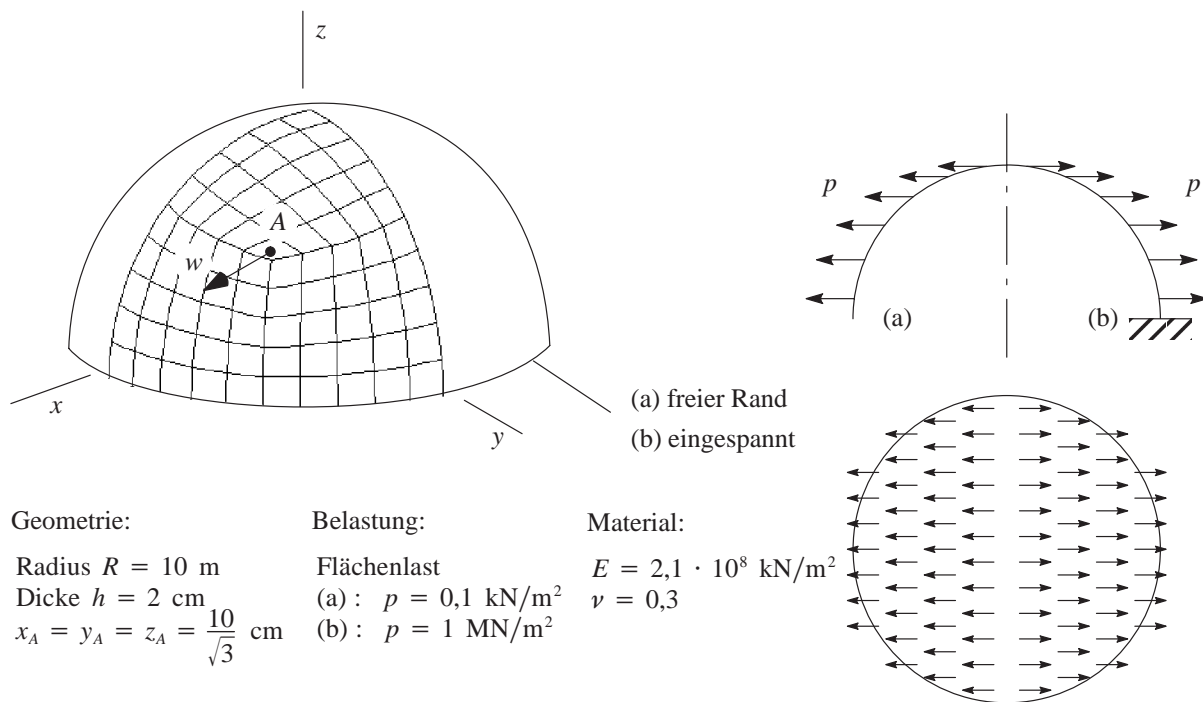 z
A
w
x
y
p
p
(a)
(b)
(a) freier Rand
(b) eingespannt
Geometrie:
Radius R = 10 m
Dicke h = 2 cm
x_A = y_A = z_A = 10/√3 cm
Belastung:
Flächenlast
(a) : p = 0,1 kN/m²
(b) : p = 1 MN/m²
Material:
E = 2,1 · 10⁸ kN/m²
ν = 0,3